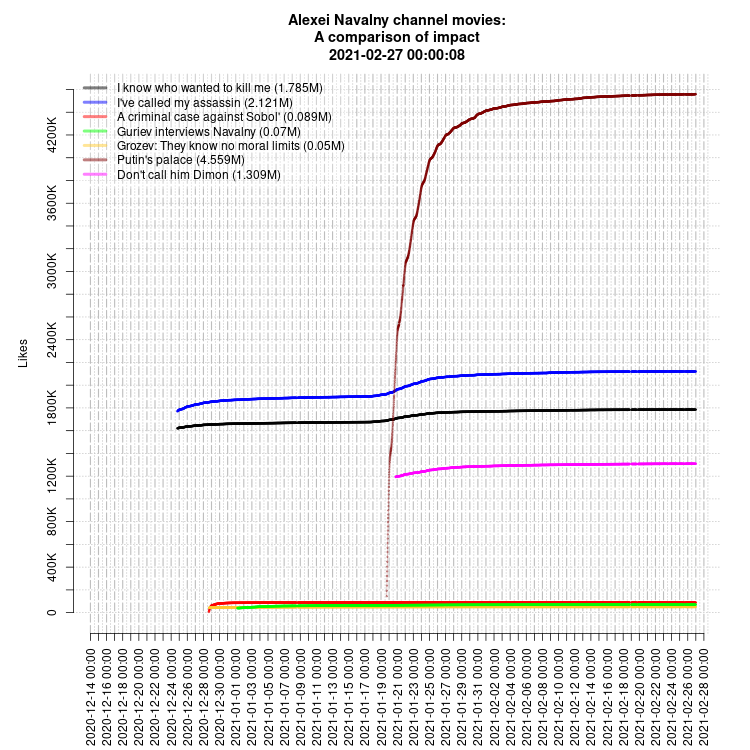 Alexei Navalny channel movies:
A comparison of impact
2021-02-27 00:00:08
I know who wanted to kill me (1.785M)
I've called my assassin (2.121M)
A criminal case against Sobol' (0.089M)
Guriev interviews Navalny (0.07M)
Grozev: They know no moral limits (0.05M)
Putin's palace (4.559M)
Don't call him Dimon (1.309M)
Likes
4200K
3600K
3000K
2400K
1800K
1200K
800K
400K
0
2020-12-14 00:00
2020-12-16 00:00
2020-12-18 00:00
2020-12-20 00:00
2020-12-22 00:00
2020-12-24 00:00
2020-12-26 00:00
2020-12-28 00:00
2020-12-30 00:00
2021-01-01 00:00
2021-01-03 00:00
2021-01-05 00:00
2021-01-07 00:00
2021-01-09 00:00
2021-01-11 00:00
2021-01-13 00:00
2021-01-15 00:00
2021-01-17 00:00
2021-01-19 00:00
2021-01-21 00:00
2021-01-23 00:00
2021-01-25 00:00
2021-01-27 00:00
2021-01-29 00:00
2021-01-31 00:00
2021-02-02 00:00
2021-02-04 00:00
2021-02-06 00:00
2021-02-08 00:00
2021-02-10 00:00
2021-02-12 00:00
2021-02-14 00:00
2021-02-16 00:00
2021-02-18 00:00
2021-02-20 00:00
2021-02-22 00:00
2021-02-24 00:00
2021-02-26 00:00
2021-02-28 00:00